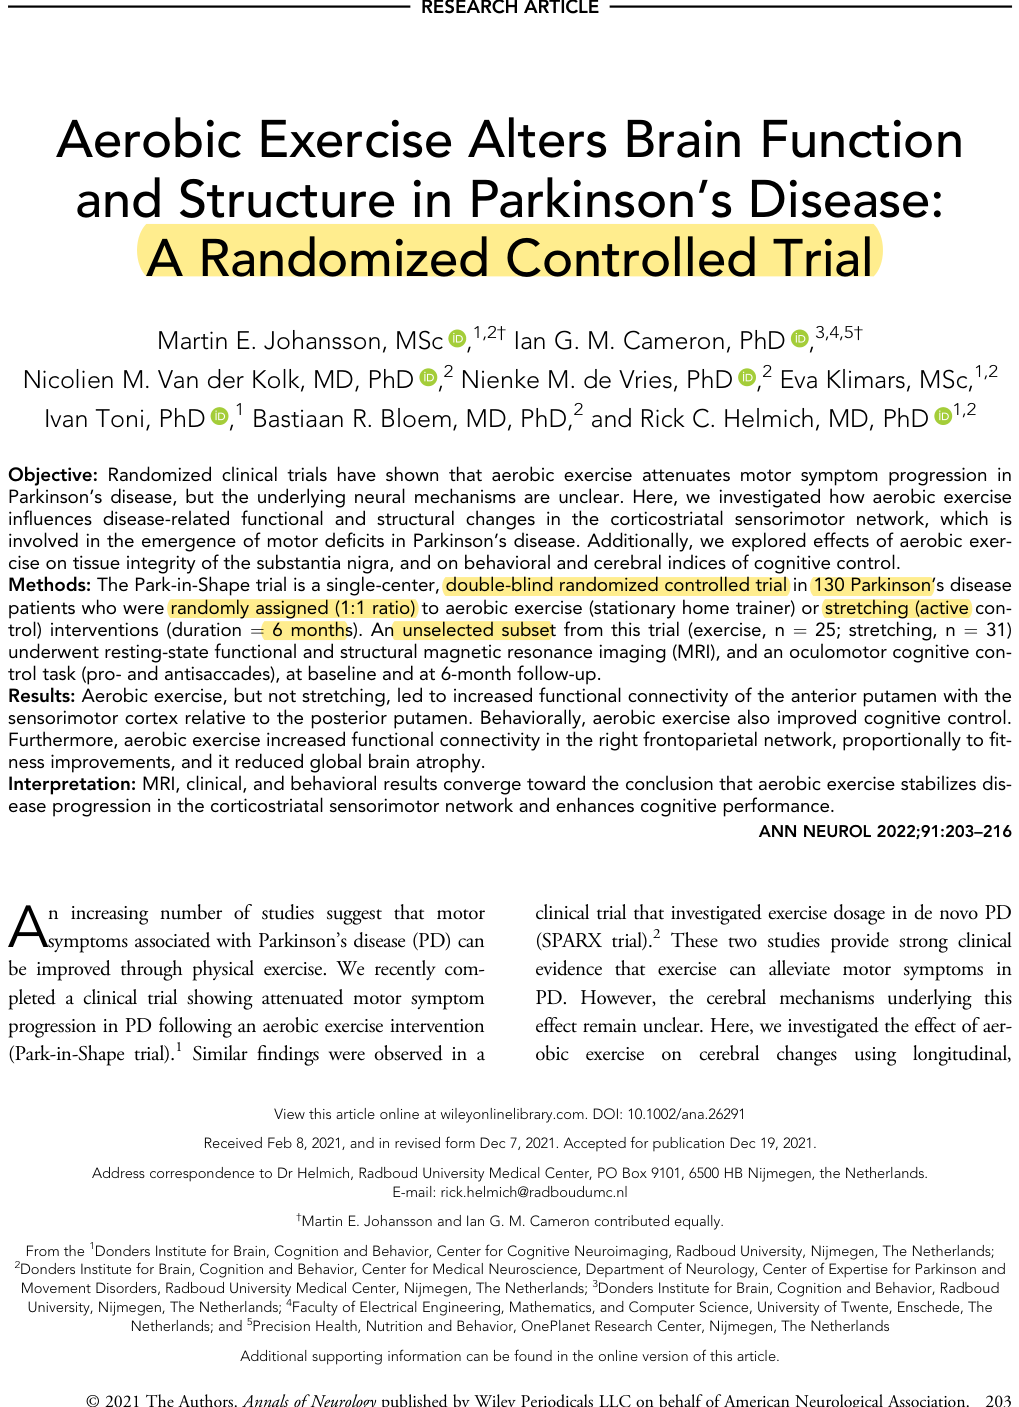 RESEARCH ARTICLE
Aerobic Exercise Alters Brain Function
and Structure in Parkinson’s Disease:
A Randomized Controlled Trial
Martin E. Johansson, MSc iD,1,2† Ian G. M. Cameron, PhD iD,3,4,5†
Nicolien M. Van der Kolk, MD, PhD iD,2 Nienke M. de Vries, PhD iD,2 Eva Klimars, MSc,1,2
Ivan Toni, PhD iD,1 Bastiaan R. Bloem, MD, PhD,2 and Rick C. Helmich, MD, PhD iD1,2
Objective: Randomized clinical trials have shown that aerobic exercise attenuates motor symptom progression in
Parkinson’s disease, but the underlying neural mechanisms are unclear. Here, we investigated how aerobic exercise
influences disease-related functional and structural changes in the corticostriatal sensorimotor network, which is
involved in the emergence of motor deficits in Parkinson’s disease. Additionally, we explored effects of aerobic exer-
cise on tissue integrity of the substantia nigra, and on behavioral and cerebral indices of cognitive control.
Methods: The Park-in-Shape trial is a single-center, double-blind randomized controlled trial in 130 Parkinson’s disease
patients who were randomly assigned (1:1 ratio) to aerobic exercise (stationary home trainer) or stretching (active con-
trol) interventions (duration = 6 months). An unselected subset from this trial (exercise, n = 25; stretching, n = 31)
underwent resting-state functional and structural magnetic resonance imaging (MRI), and an oculomotor cognitive con-
trol task (pro- and antisaccades), at baseline and at 6-month follow-up.
Results: Aerobic exercise, but not stretching, led to increased functional connectivity of the anterior putamen with the
sensorimotor cortex relative to the posterior putamen. Behaviorally, aerobic exercise also improved cognitive control.
Furthermore, aerobic exercise increased functional connectivity in the right frontoparietal network, proportionally to fit-
ness improvements, and it reduced global brain atrophy.
Interpretation: MRI, clinical, and behavioral results converge toward the conclusion that aerobic exercise stabilizes dis-
ease progression in the corticostriatal sensorimotor network and enhances cognitive performance.
ANN NEUROL 2022;91:203–216
An increasing number of studies suggest that motor
symptoms associated with Parkinson’s disease (PD) can
be improved through physical exercise. We recently com-
pleted a clinical trial showing attenuated motor symptom
progression in PD following an aerobic exercise intervention
(Park-in-Shape trial).1 Similar findings were observed in a
clinical trial that investigated exercise dosage in de novo PD
(SPARX trial).2 These two studies provide strong clinical
evidence that exercise can alleviate motor symptoms in
PD. However, the cerebral mechanisms underlying this
effect remain unclear. Here, we investigated the effect of aer-
obic exercise on cerebral changes using longitudinal,
View this article online at wileyonlinelibrary.com. DOI: 10.1002/ana.26291
Received Feb 8, 2021, and in revised form Dec 7, 2021. Accepted for publication Dec 19, 2021.
Address correspondence to Dr Helmich, Radboud University Medical Center, PO Box 9101, 6500 HB Nijmegen, the Netherlands.
E-mail: rick.helmich@radboudumc.nl
†Martin E. Johansson and Ian G. M. Cameron contributed equally.
From the 1Donders Institute for Brain, Cognition and Behavior, Center for Cognitive Neuroimaging, Radboud University, Nijmegen, The Netherlands;
2Donders Institute for Brain, Cognition and Behavior, Center for Medical Neuroscience, Department of Neurology, Center of Expertise for Parkinson and
Movement Disorders, Radboud University Medical Center, Nijmegen, The Netherlands; 3Donders Institute for Brain, Cognition and Behavior, Radboud
University, Nijmegen, The Netherlands; 4Faculty of Electrical Engineering, Mathematics, and Computer Science, University of Twente, Enschede, The
Netherlands; and 5Precision Health, Nutrition and Behavior, OnePlanet Research Center, Nijmegen, The Netherlands
Additional supporting information can be found in the online version of this article.
© 2021 The Authors. Annals of Neurology published by Wiley Periodicals LLC on behalf of American Neurological Association. 203